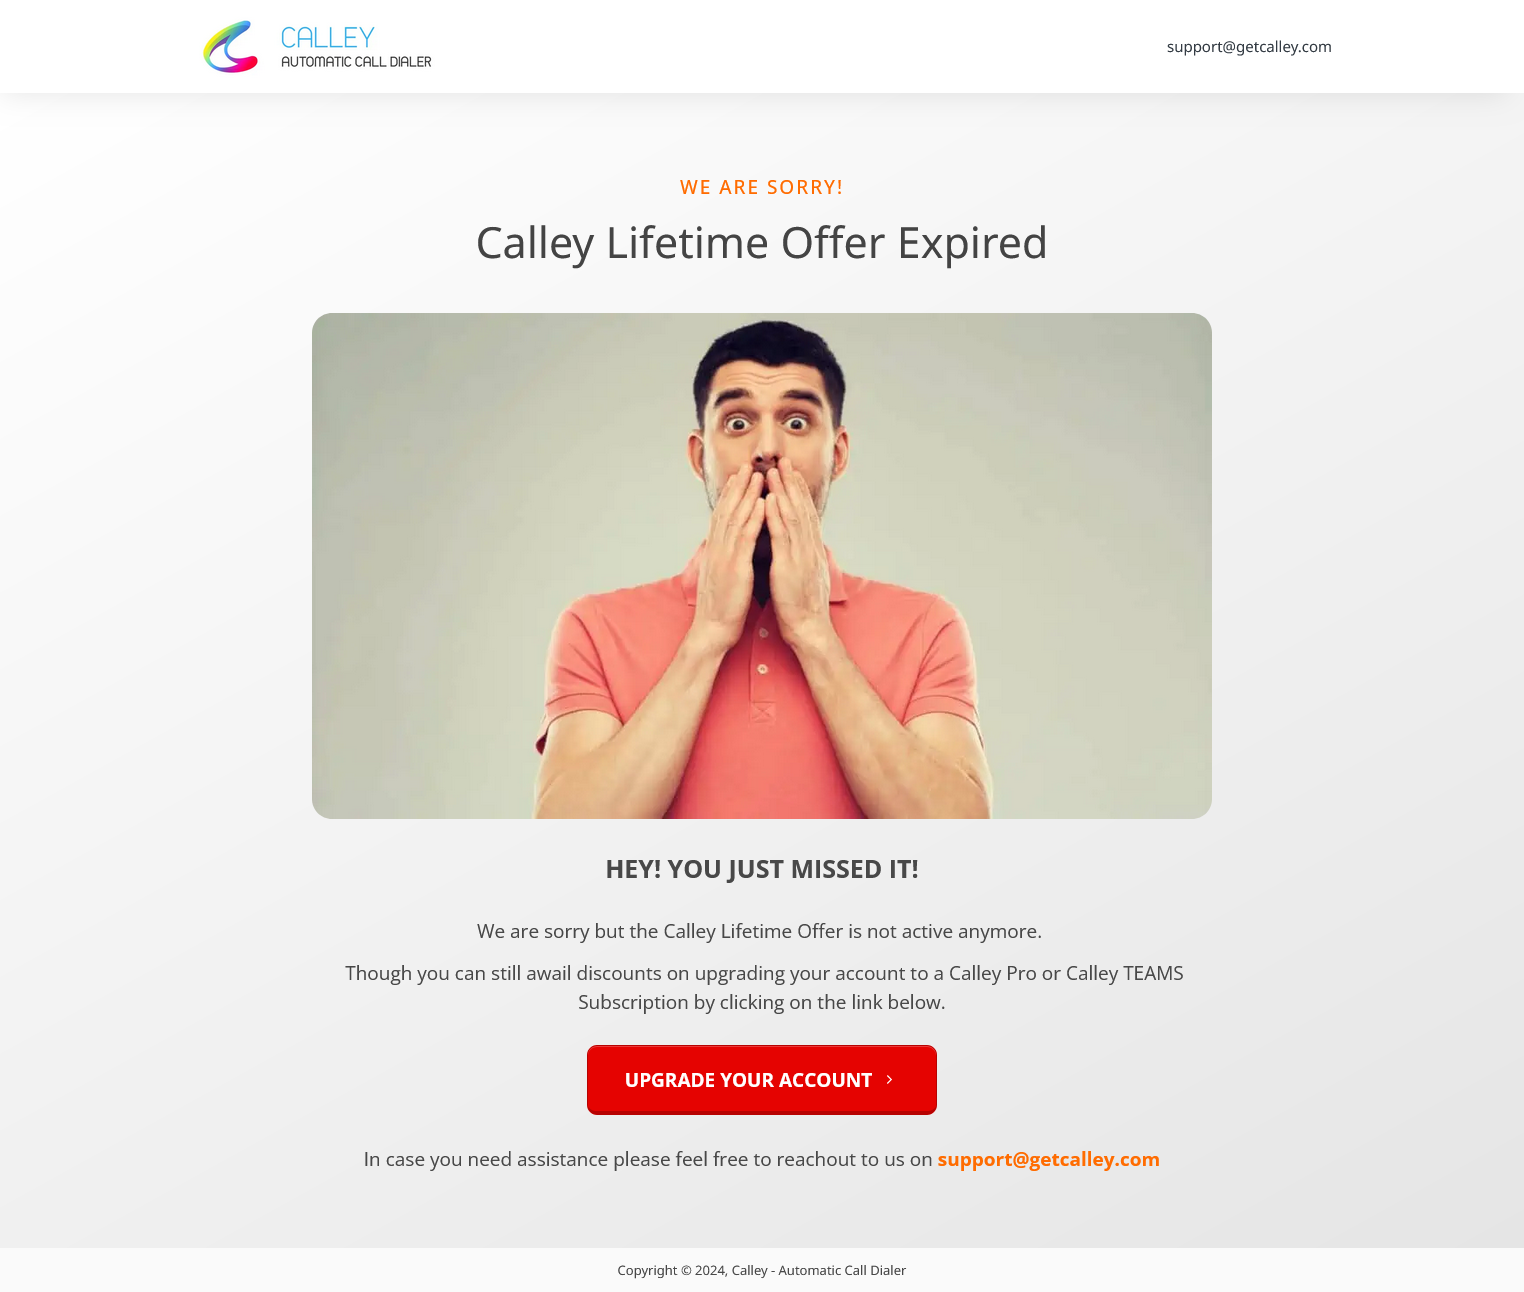 CALLEY
AUTOMATIC CALL DIALER
support@getcalley.com
WE ARE SORRY!
Calley Lifetime Offer Expired
HEY! YOU JUST MISSED IT!
We are sorry but the Calley Lifetime Offer is not active anymore.
Though you can still awail discounts on upgrading your account to a Calley Pro or Calley TEAMS
Subscription by clicking on the link below.
UPGRADE YOUR ACCOUNT
In case you need assistance please feel free to reachout to us on support@getcalley.com
Copyright © 2024, Calley - Automatic Call Dialer